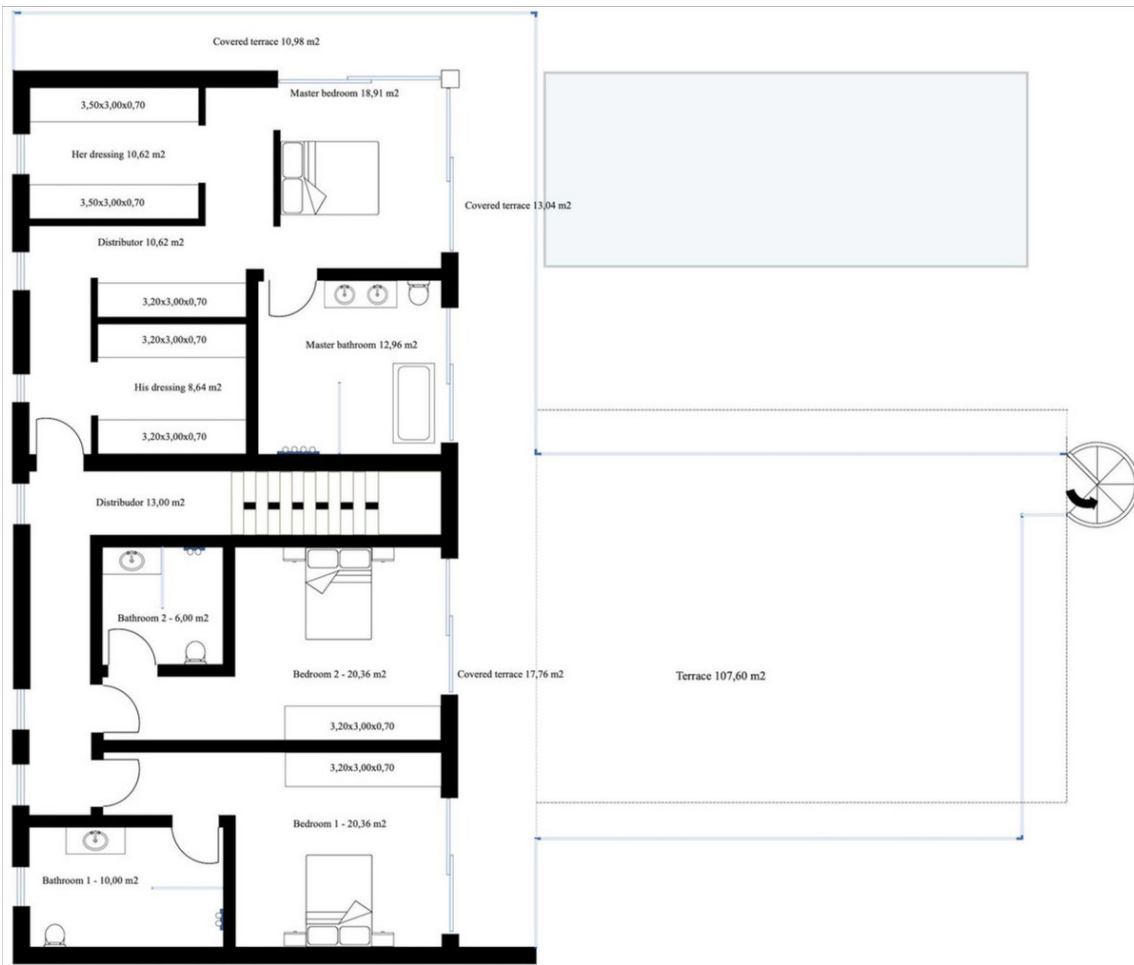 Covered terrace 10,98 m2
Master bedroom 18,91 m2
3,50x3,00x0,70
Her dressing 10,62 m2
3,50x3,00x0,70
Covered terrace 13,04 m2
Distributor 10,62 m2
3,20x3,00x0,70
3,20x3,00x0,70
Master bathroom 12,96 m2
His dressing 8,64 m2
3,20x3,00x0,70
Distribudor 13,00 m2
Bathroom 2 - 6,00 m2
Bedroom 2 - 20,36 m2
Covered terrace 17,76 m2
Terrace 107,60 m2
3,20x3,00x0,70
3,20x3,00x0,70
Bedroom 1 - 20,36 m2
Bathroom 1 - 10,00 m2